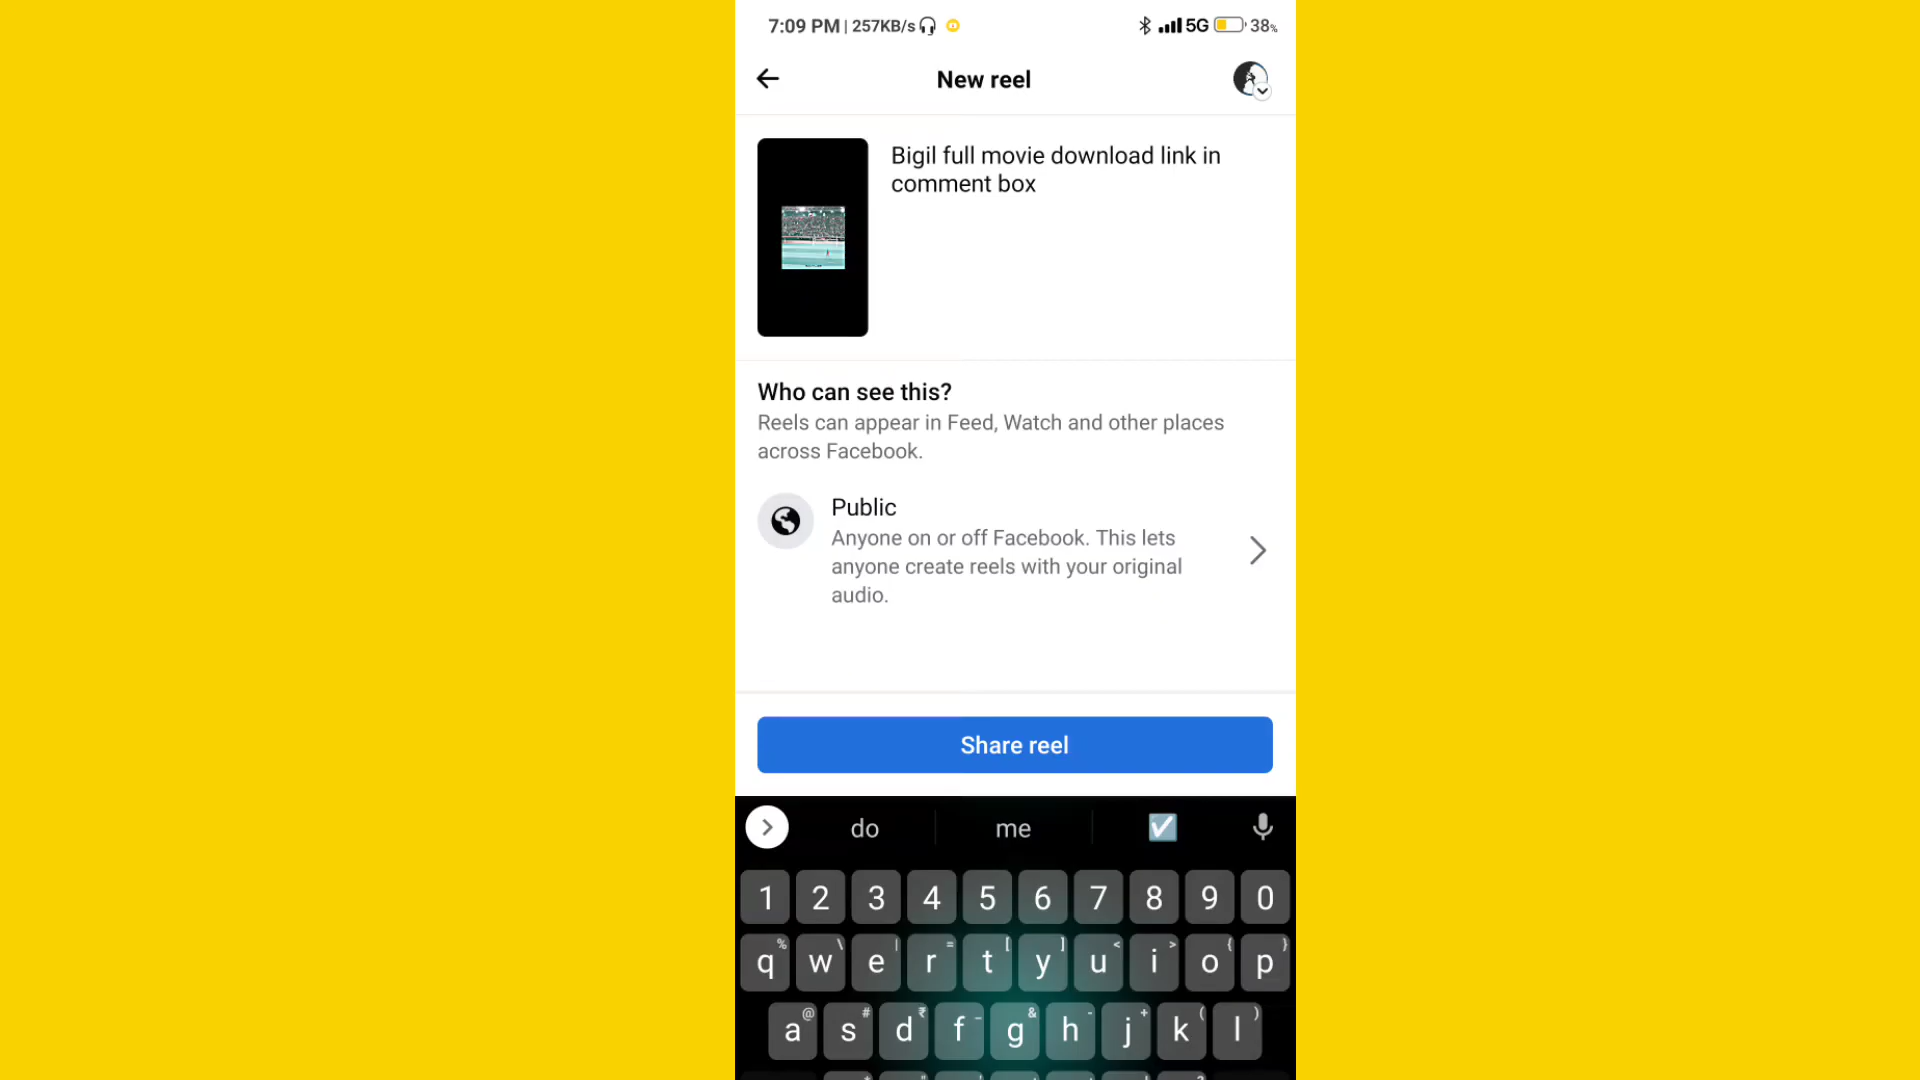 7:09 PM | 257KB/s 5G 38%
New reel
Bigil full movie download link in
comment box
Who can see this?
Reels can appear in Feed, Watch and other places
across Facebook.
Public
Anyone on or off Facebook. This lets
anyone create reels with your original
audio.
Share reel
do me
1 2 3 4 5 6 7 8 9 0
% \ | = [ ] < > { }
q w e r t y u i o p
@ # ₹ _ & - + ( )
a s d f g h j k l